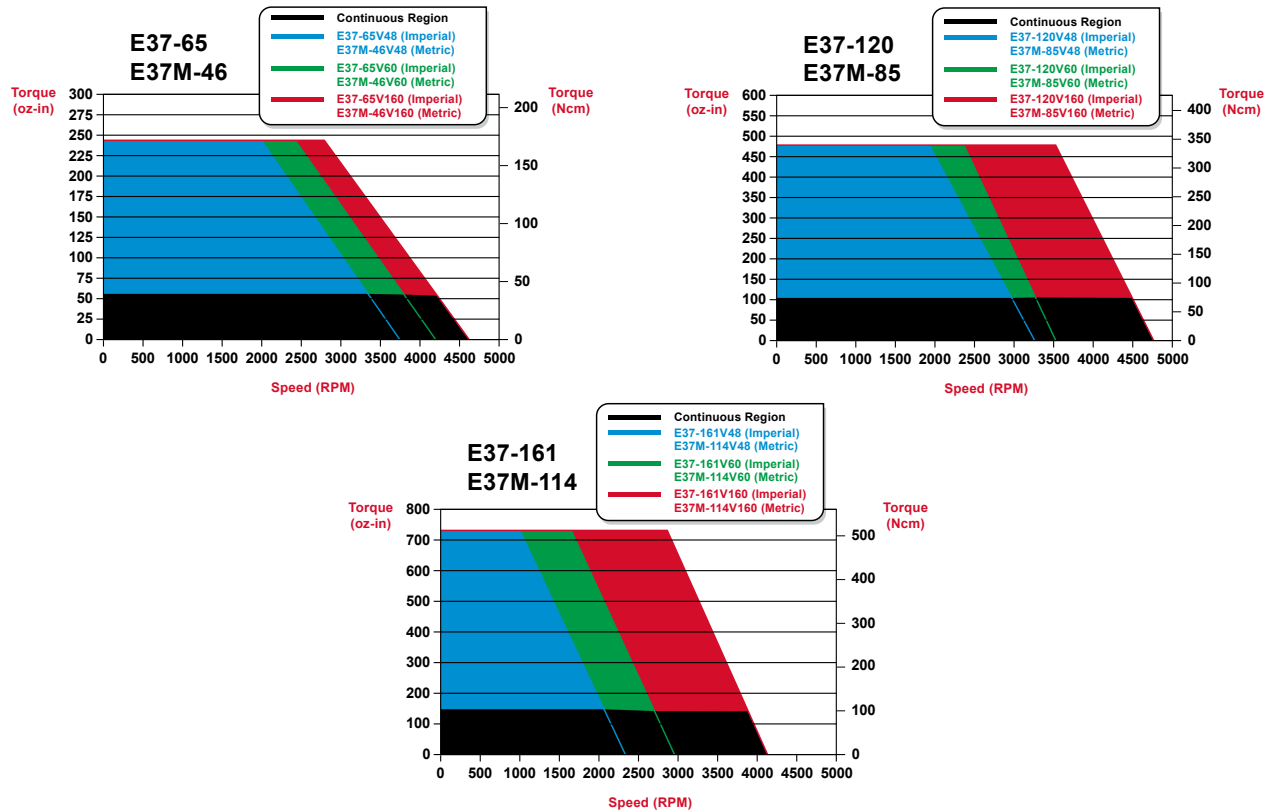 E37-65
E37M-46
Continuous Region
E37-65V48 (Imperial)
E37M-46V48 (Metric)
E37-65V60 (Imperial)
E37M-46V60 (Metric)
E37-65V160 (Imperial)
E37M-46V160 (Metric)
Torque
(oz-in)
Torque
(Ncm)
300
275
250
225
200
175
150
125
100
75
50
25
0
200
150
100
50
0
0 500 1000 1500 2000 2500 3000 3500 4000 4500 5000
Speed (RPM)
E37-120
E37M-85
Continuous Region
E37-120V48 (Imperial)
E37M-85V48 (Metric)
E37-120V60 (Imperial)
E37M-85V60 (Metric)
E37-120V160 (Imperial)
E37M-85V160 (Metric)
Torque
(oz-in)
Torque
(Ncm)
600
550
500
450
400
350
300
250
200
150
100
50
0
400
350
300
250
200
150
100
50
0
0 500 1000 1500 2000 2500 3000 3500 4000 4500 5000
Speed (RPM)
E37-161
E37M-114
Continuous Region
E37-161V48 (Imperial)
E37M-114V48 (Metric)
E37-161V60 (Imperial)
E37M-114V60 (Metric)
E37-161V160 (Imperial)
E37M-114V160 (Metric)
Torque
(oz-in)
Torque
(Ncm)
800
700
600
500
400
300
200
100
0
500
400
300
200
100
0
0 500 1000 1500 2000 2500 3000 3500 4000 4500 5000
Speed (RPM)